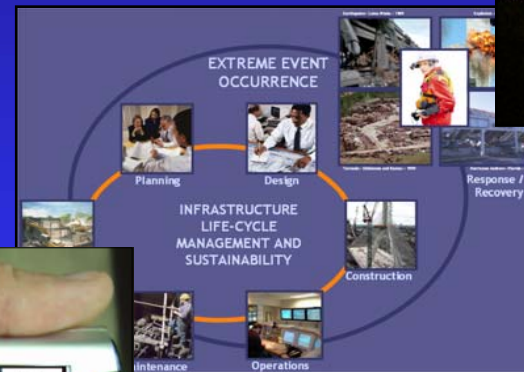 EXTREME EVENT
OCCURRENCE
Planning
Design
Response /
Recovery
INFRASTRUCTURE
LIFE-CYCLE
MANAGEMENT AND
SUSTAINABILITY
Construction
intenance
Operations